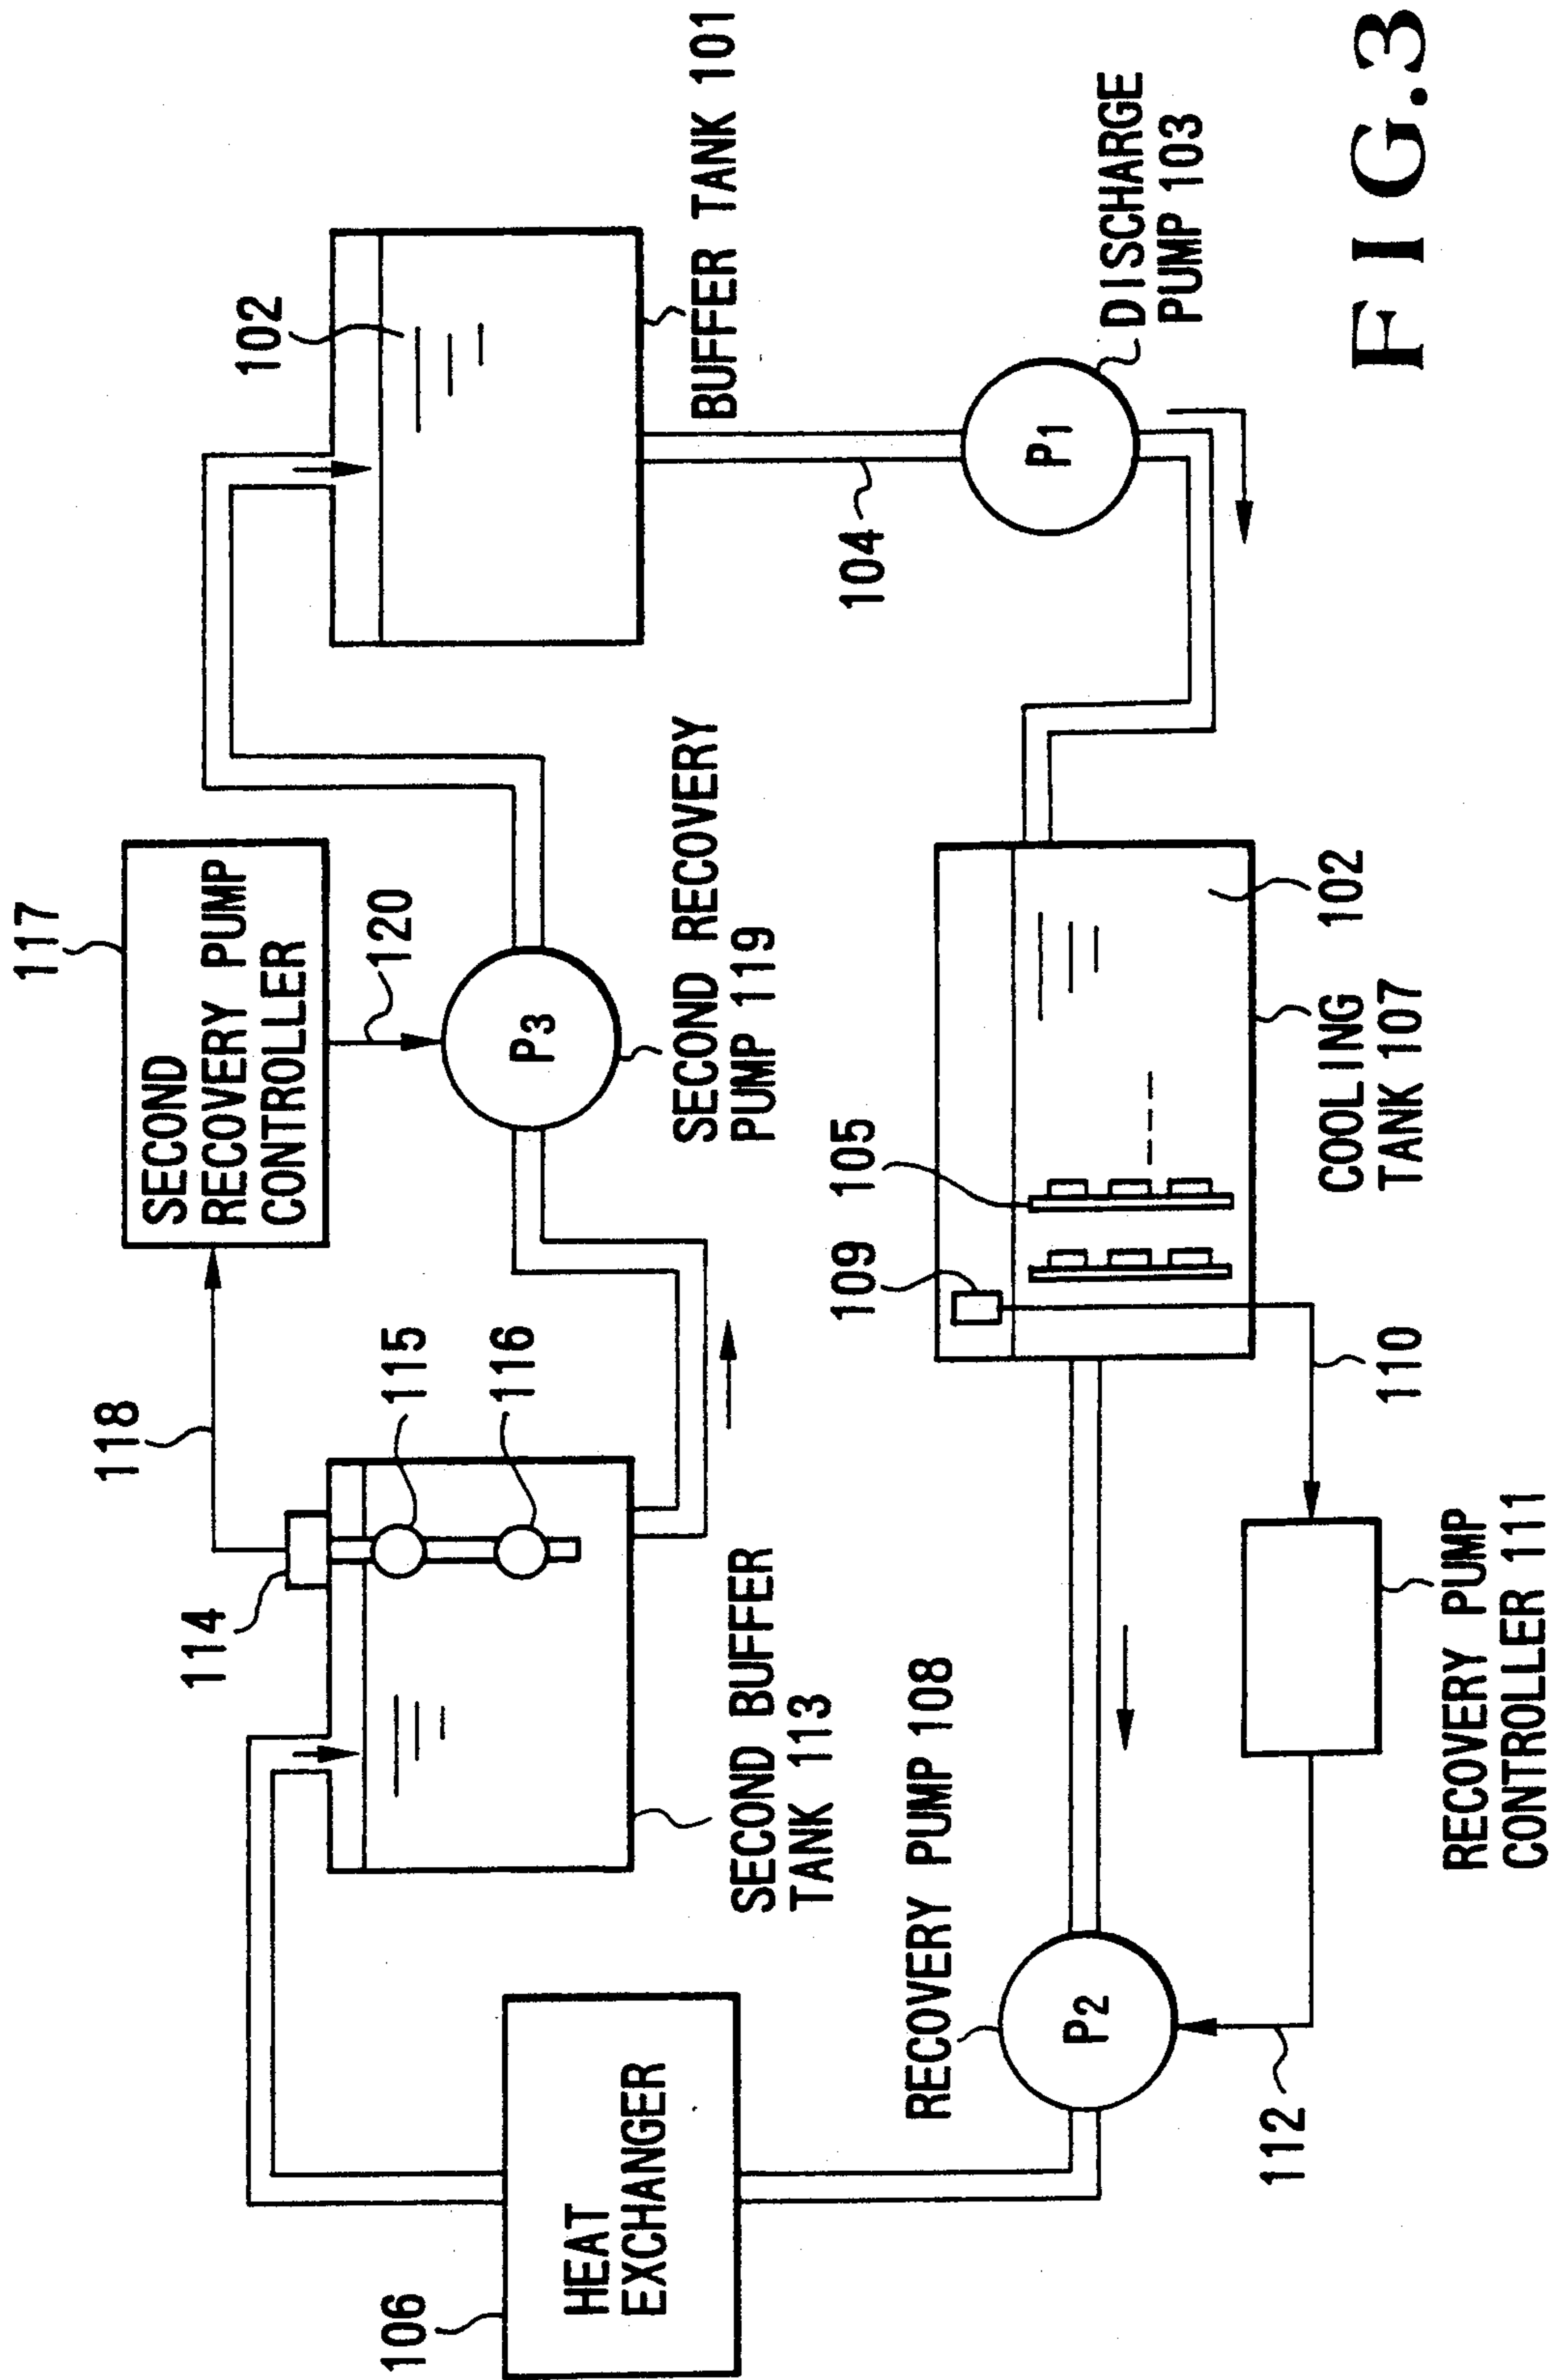 117
SECOND
RECOVERY PUMP
CONTROLLER
118
120
114
102
115
116
P3
106
HEAT
EXCHANGER
SECOND BUFFER
TANK 113
SECOND RECOVERY
PUMP 119
BUFFER TANK 101
104
109
105
RECOVERY PUMP 108
P2
P1
DISCHARGE
PUMP 103
112
110
COOLING
TANK 107
102
RECOVERY PUMP
CONTROLLER 111
FIG.3